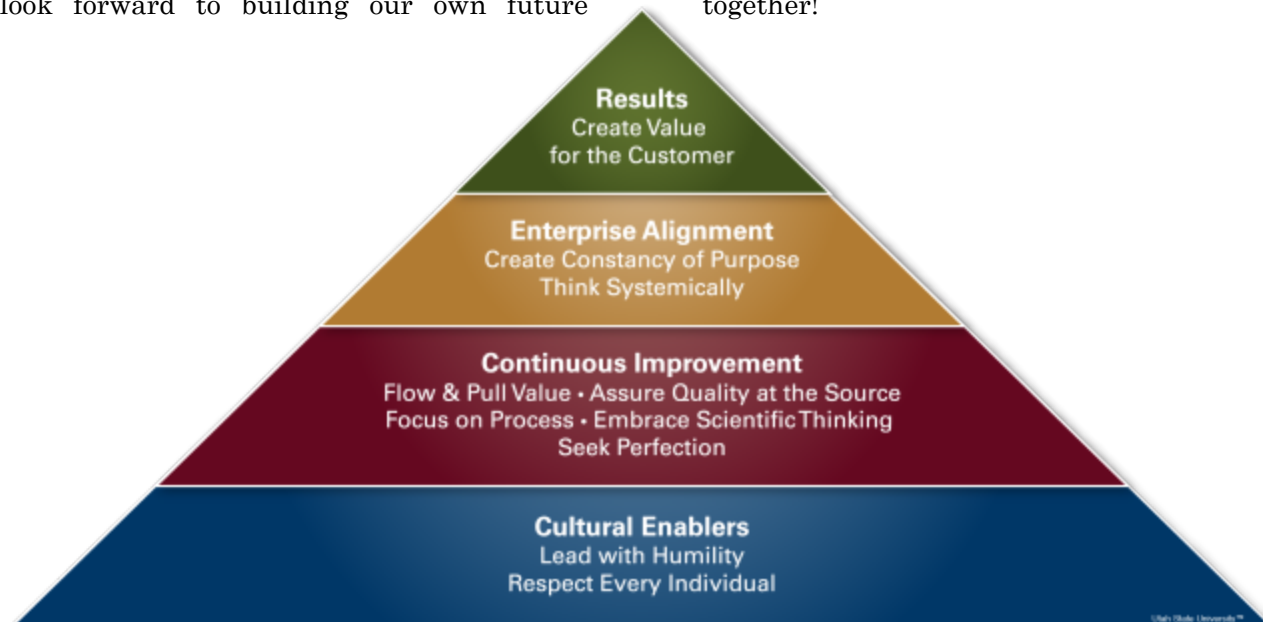 look forward to building our own future together!
Results
Create Value
for the Customer
Enterprise Alignment
Create Constancy of Purpose
Think Systemically
Continuous Improvement
Flow & Pull Value • Assure Quality at the Source
Focus on Process • Embrace Scientific Thinking
Seek Perfection
Cultural Enablers
Lead with Humility
Respect Every Individual
Utah State University™